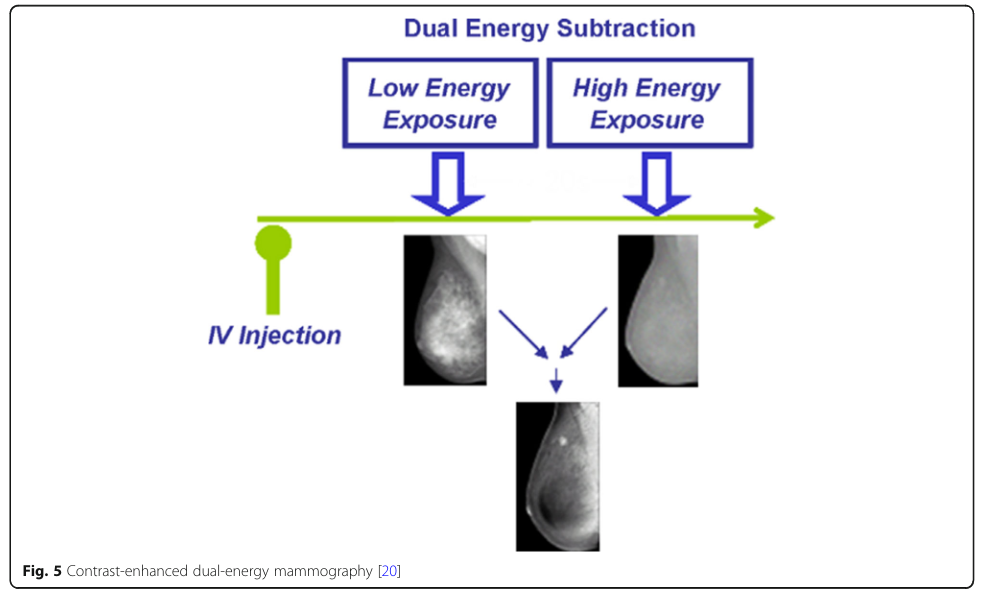 Dual Energy Subtraction
Low Energy
Exposure
High Energy
Exposure
IV Injection
Fig. 5 Contrast-enhanced dual-energy mammography [20]